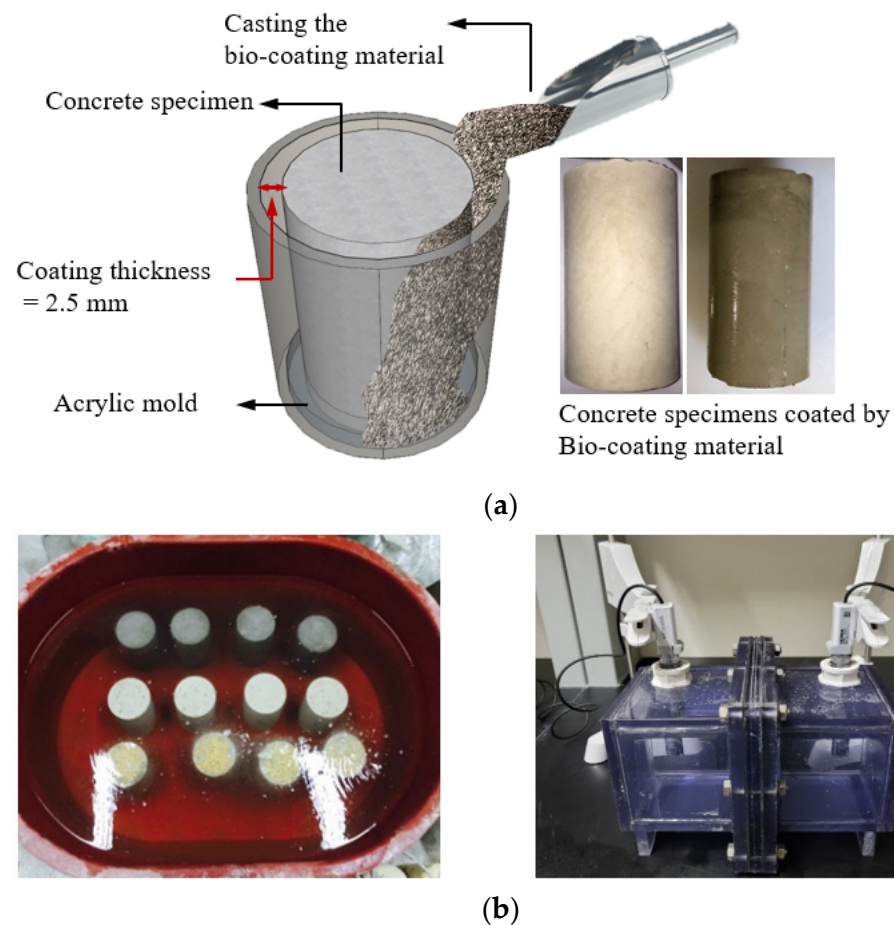 Casting the
bio-coating material
Concrete specimen
Coating thickness
= 2.5 mm
Acrylic mold
Concrete specimens coated by
Bio-coating material
(a)
(b)